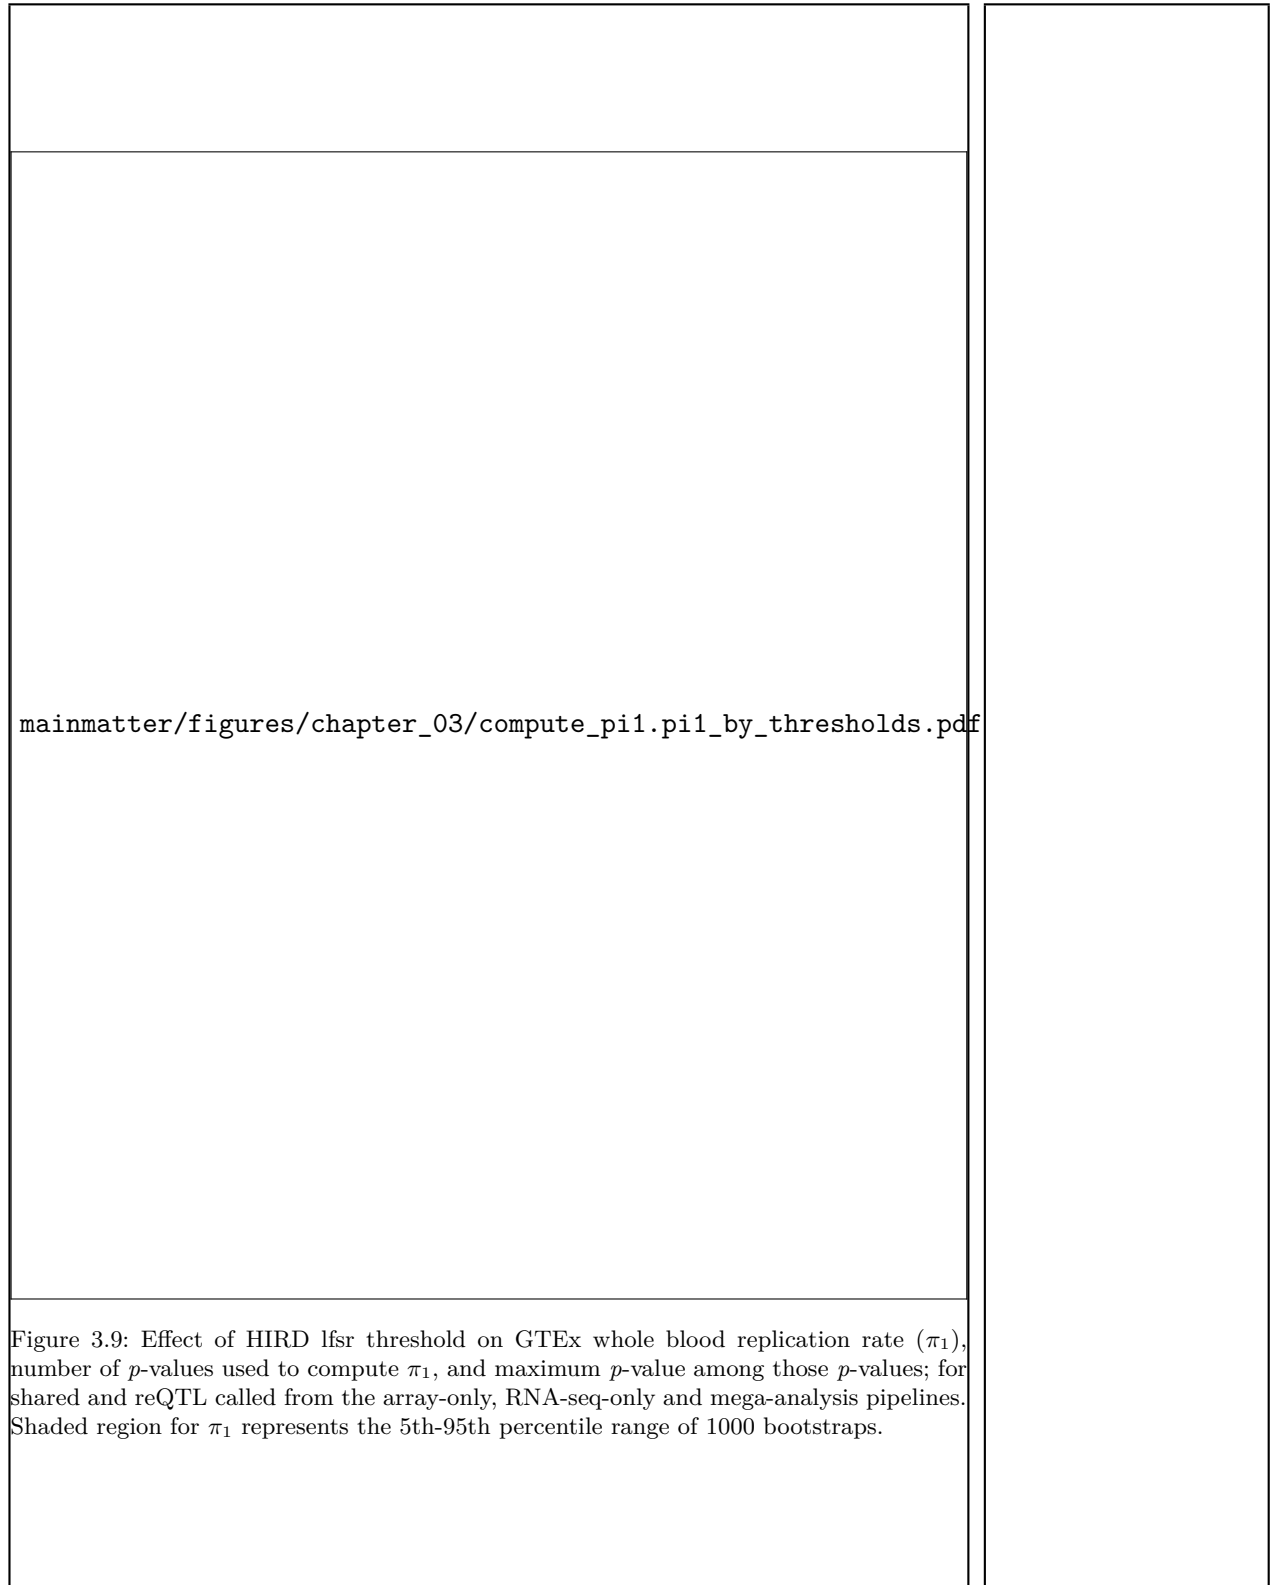 mainmatter/figures/chapter_03/compute_pi1.pi1_by_thresholds.pdf
Figure 3.9: Effect of HIRD lfsr threshold on GTEx whole blood replication rate (π₁),
number of p-values used to compute π₁, and maximum p-value among those p-values; for
shared and reQTL called from the array-only, RNA-seq-only and mega-analysis pipelines.
Shaded region for π₁ represents the 5th-95th percentile range of 1000 bootstraps.